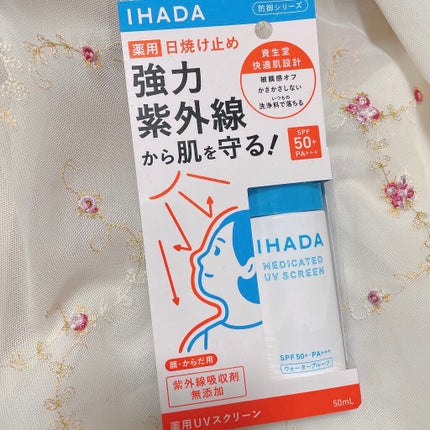 IHADA
防御シリーズ
薬用 日焼け止め
強力
紫外線
から肌を守る!
資生堂
快適肌設計
被膜感オフ
かさかさしない
いつもの
洗浄料で落ちる
SPF
50+
PA+++
IHADA
MEDICATED
UV SCREEN
SPF 50+・PA+++
ウォータープルーフ
顔・からだ用
紫外線吸収剤
無添加
薬用UVスクリーン
50mL